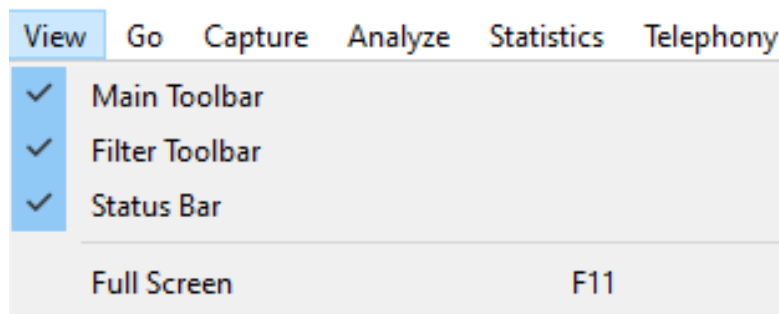 View Go Capture Analyze Statistics Telephony
Main Toolbar
Filter Toolbar
Status Bar
Full Screen F11